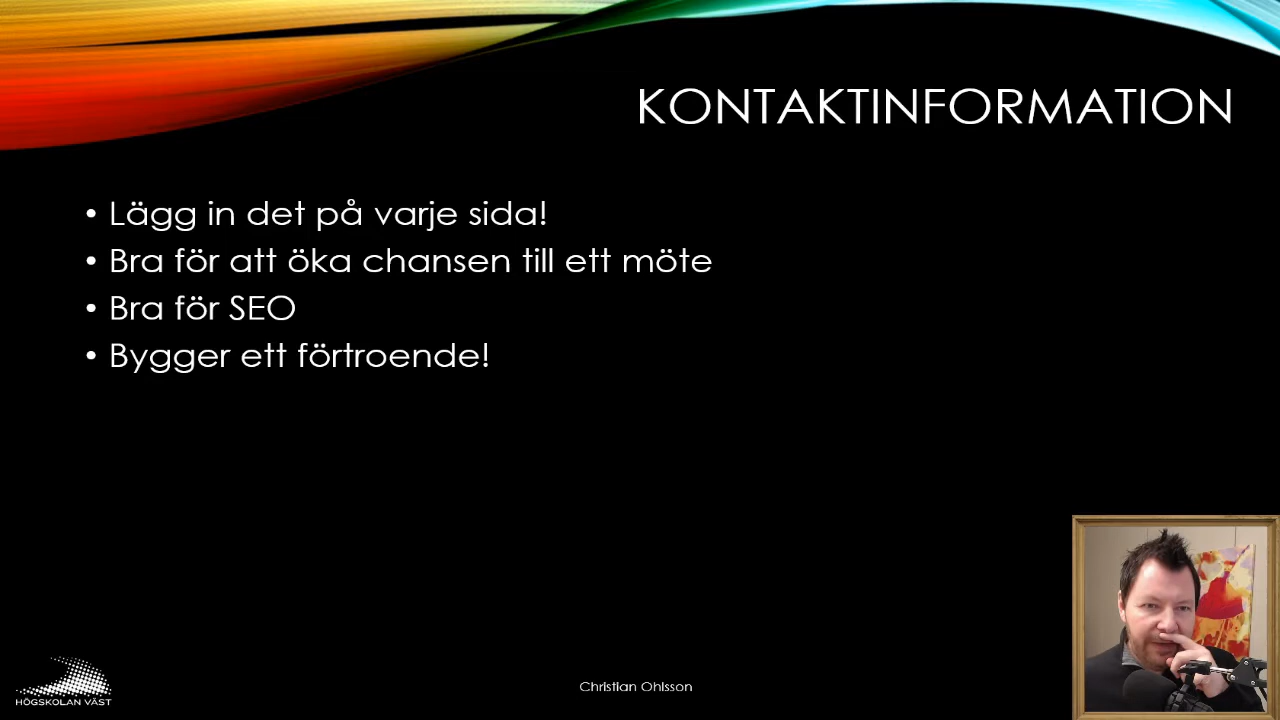 KONTAKTINFORMATION
• Lägg in det på varje sida!
• Bra för att öka chansen till ett möte
• Bra för SEO
• Bygger ett förtroende!
HÖGSKOLAN VÄST
Christian Ohlsson